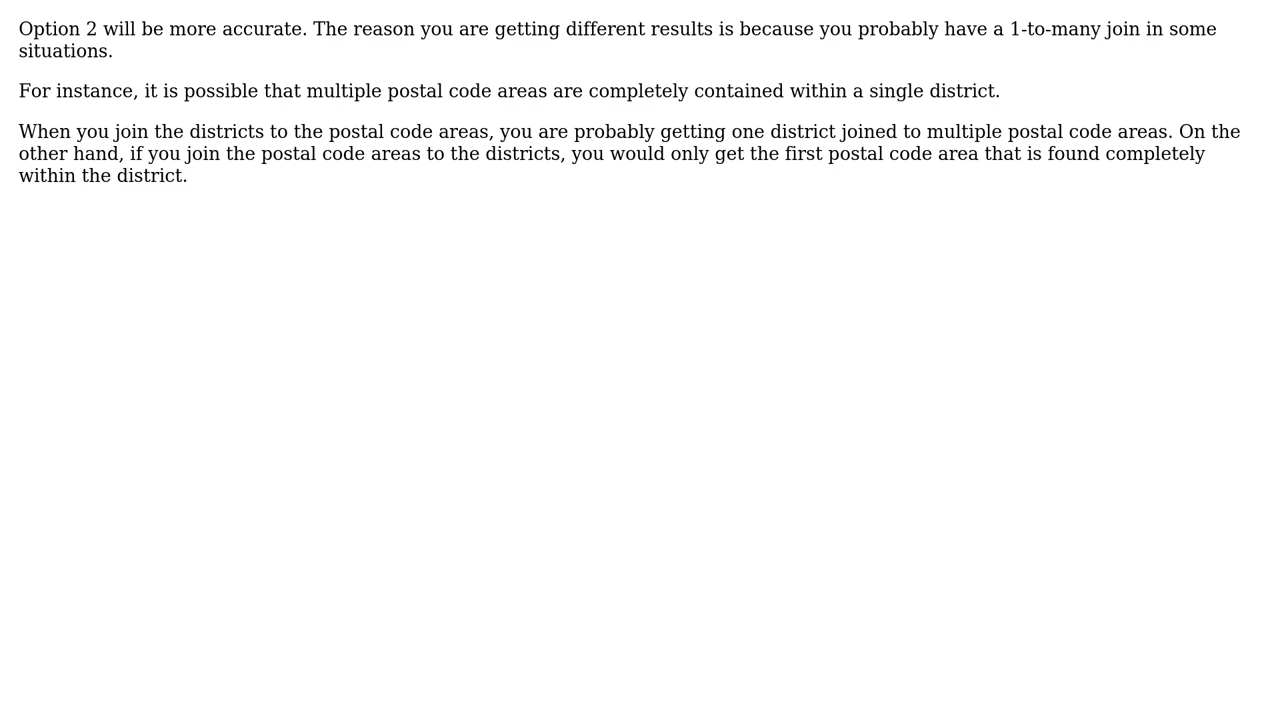 Option 2 will be more accurate. The reason you are getting different results is because you probably have a 1-to-many join in some
situations.
For instance, it is possible that multiple postal code areas are completely contained within a single district.
When you join the districts to the postal code areas, you are probably getting one district joined to multiple postal code areas. On the
other hand, if you join the postal code areas to the districts, you would only get the first postal code area that is found completely
within the district.